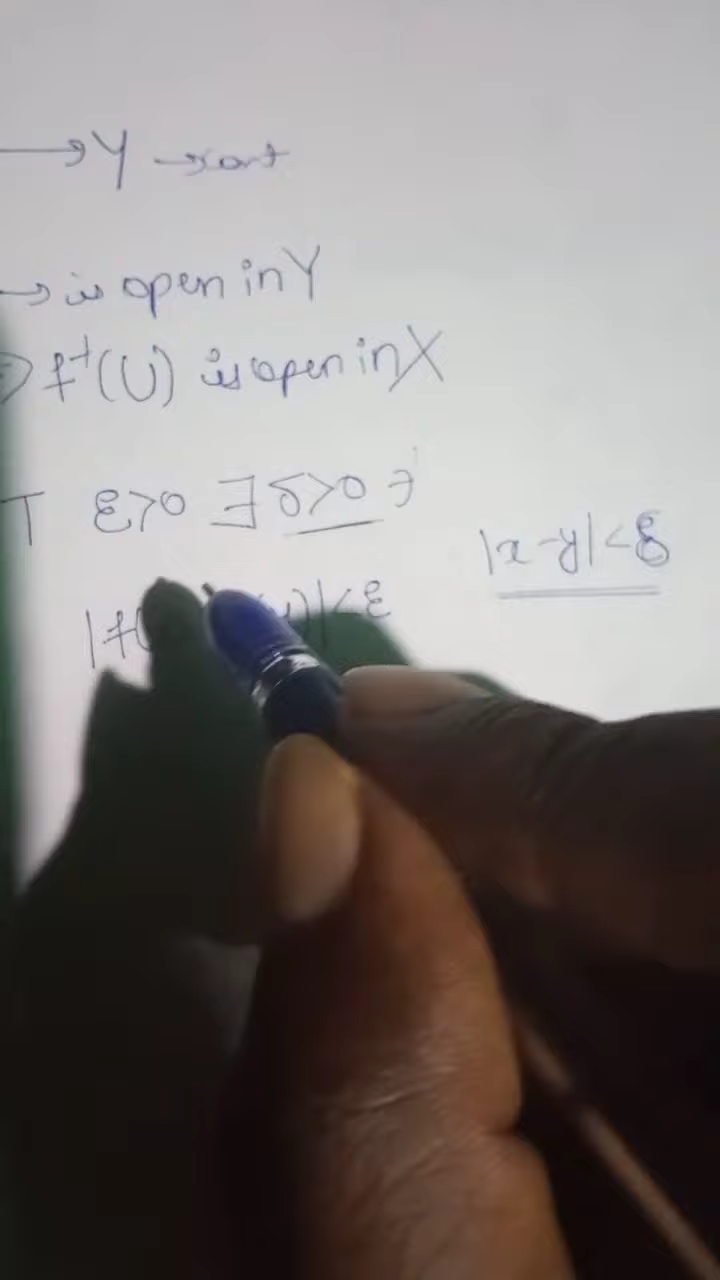 → Y → cont
→ is open in Y
⇒ f⁻¹(U) is open in X
T ε>0 ∃ δ>0 ∋
|x-y|<δ
|f( y)|<ε